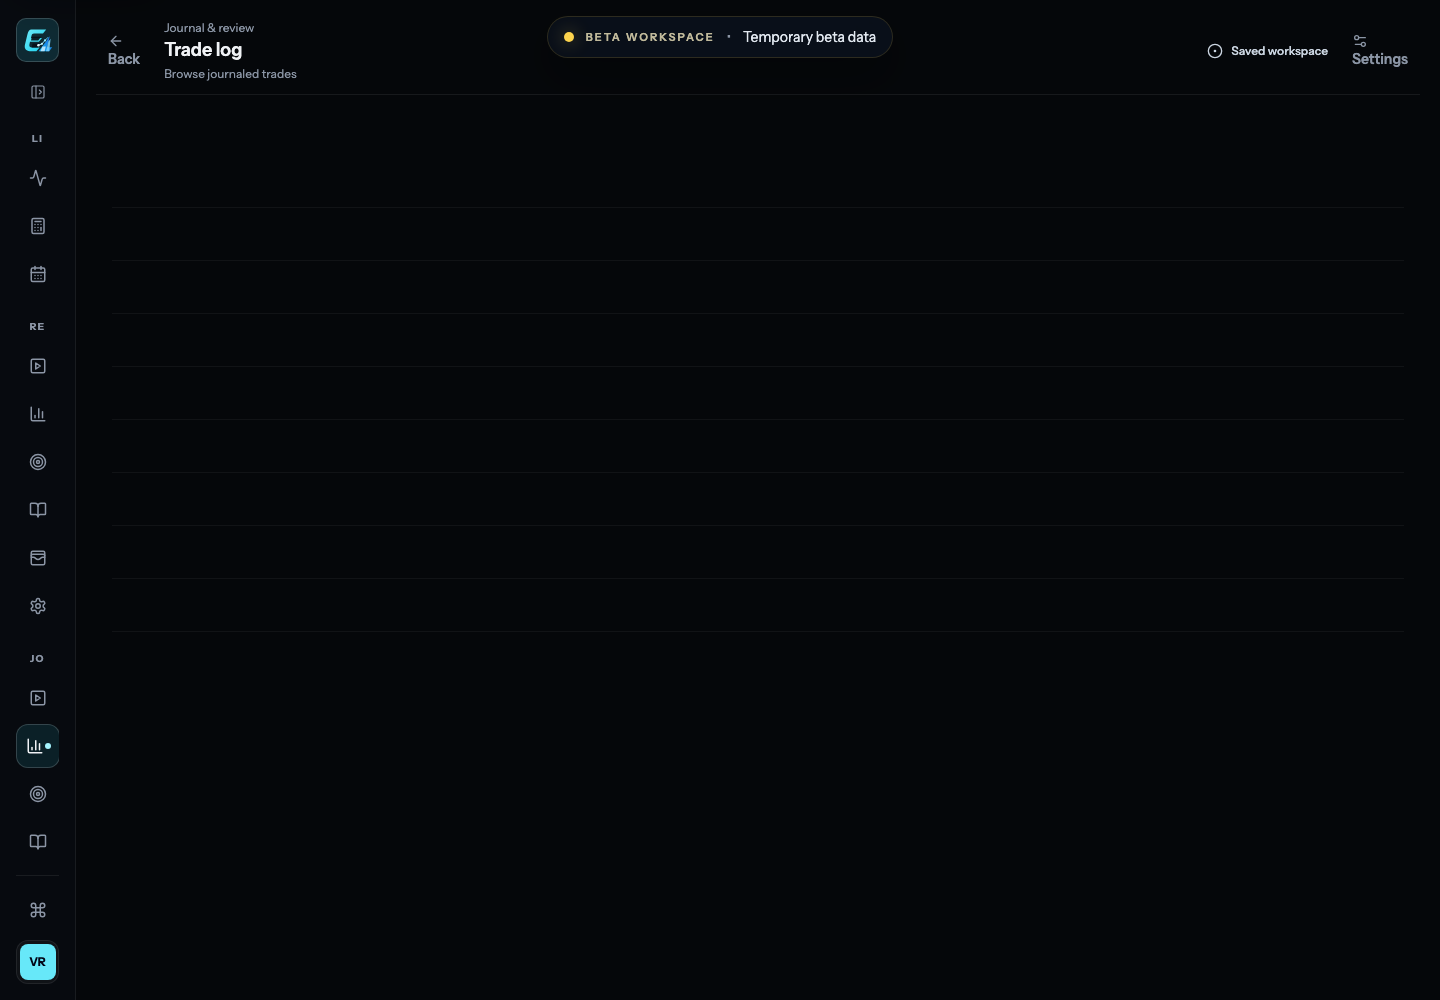 LI
RE
JO
VR
Back
Journal & review
Trade log
Browse journaled trades
BETA WORKSPACE • Temporary beta data
Saved workspace
Settings